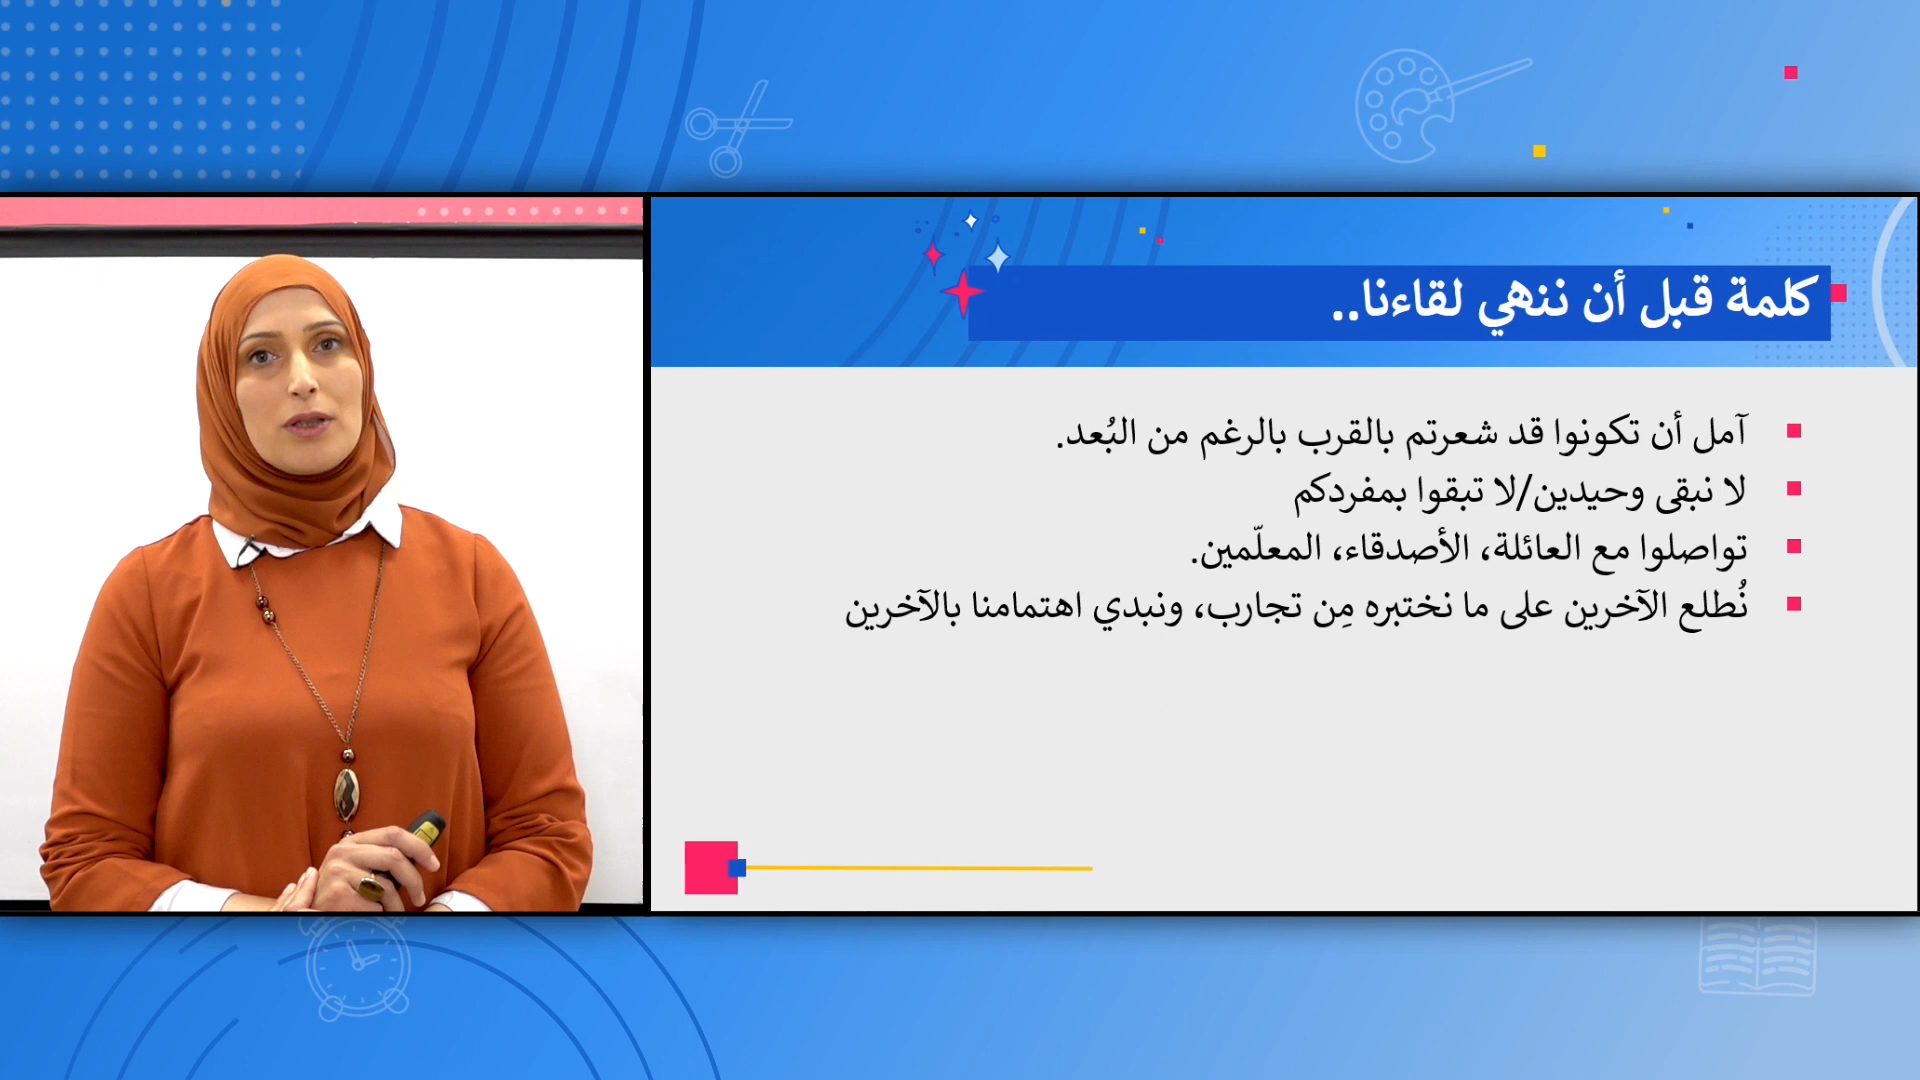 كلمة قبل أن ننهي لقاءنا..
آمل أن تكونوا قد شعرتم بالقرب بالرغم من البُعد.
لا نبقى وحيدين/لا تبقوا بمفردكم
تواصلوا مع العائلة، الأصدقاء، المعلّمين.
نُطلع الآخرين على ما نختبره مِن تجارب، ونبدي اهتمامنا بالآخرين